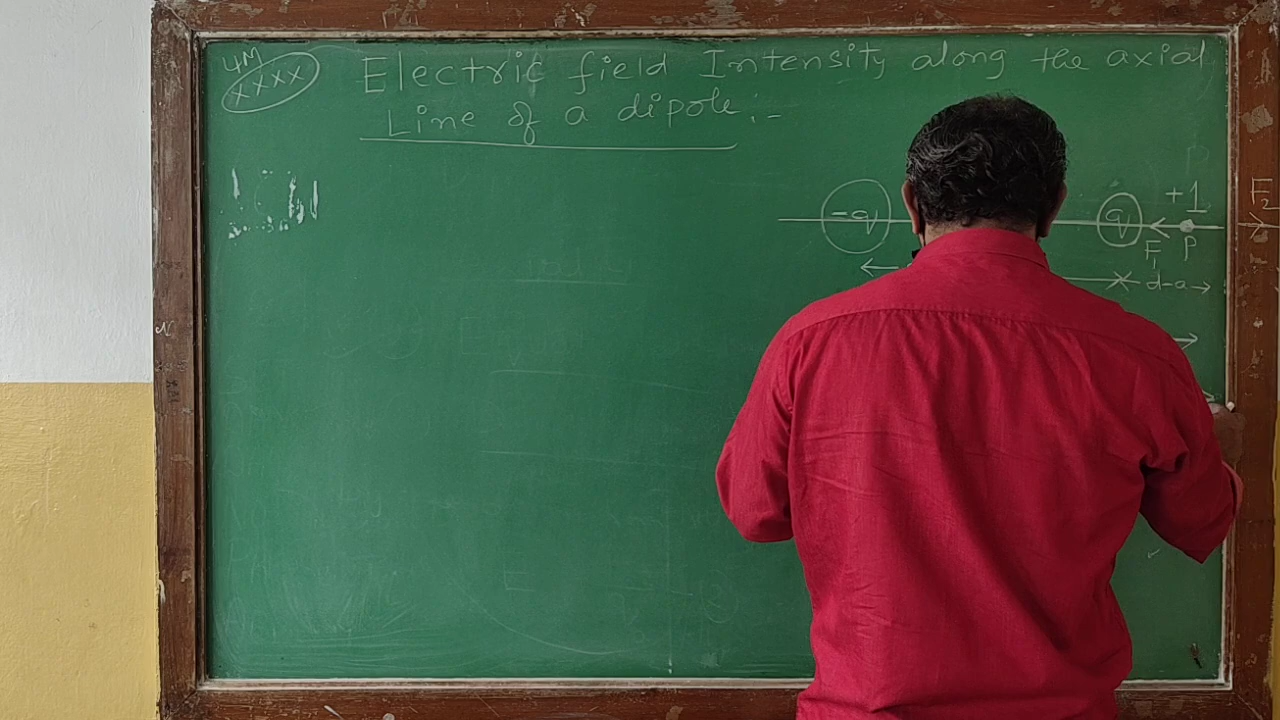 4M
xxxx
Electric field Intensity along the axial
Line of a dipole :-
-q q +1 F2
F1 P
d-a